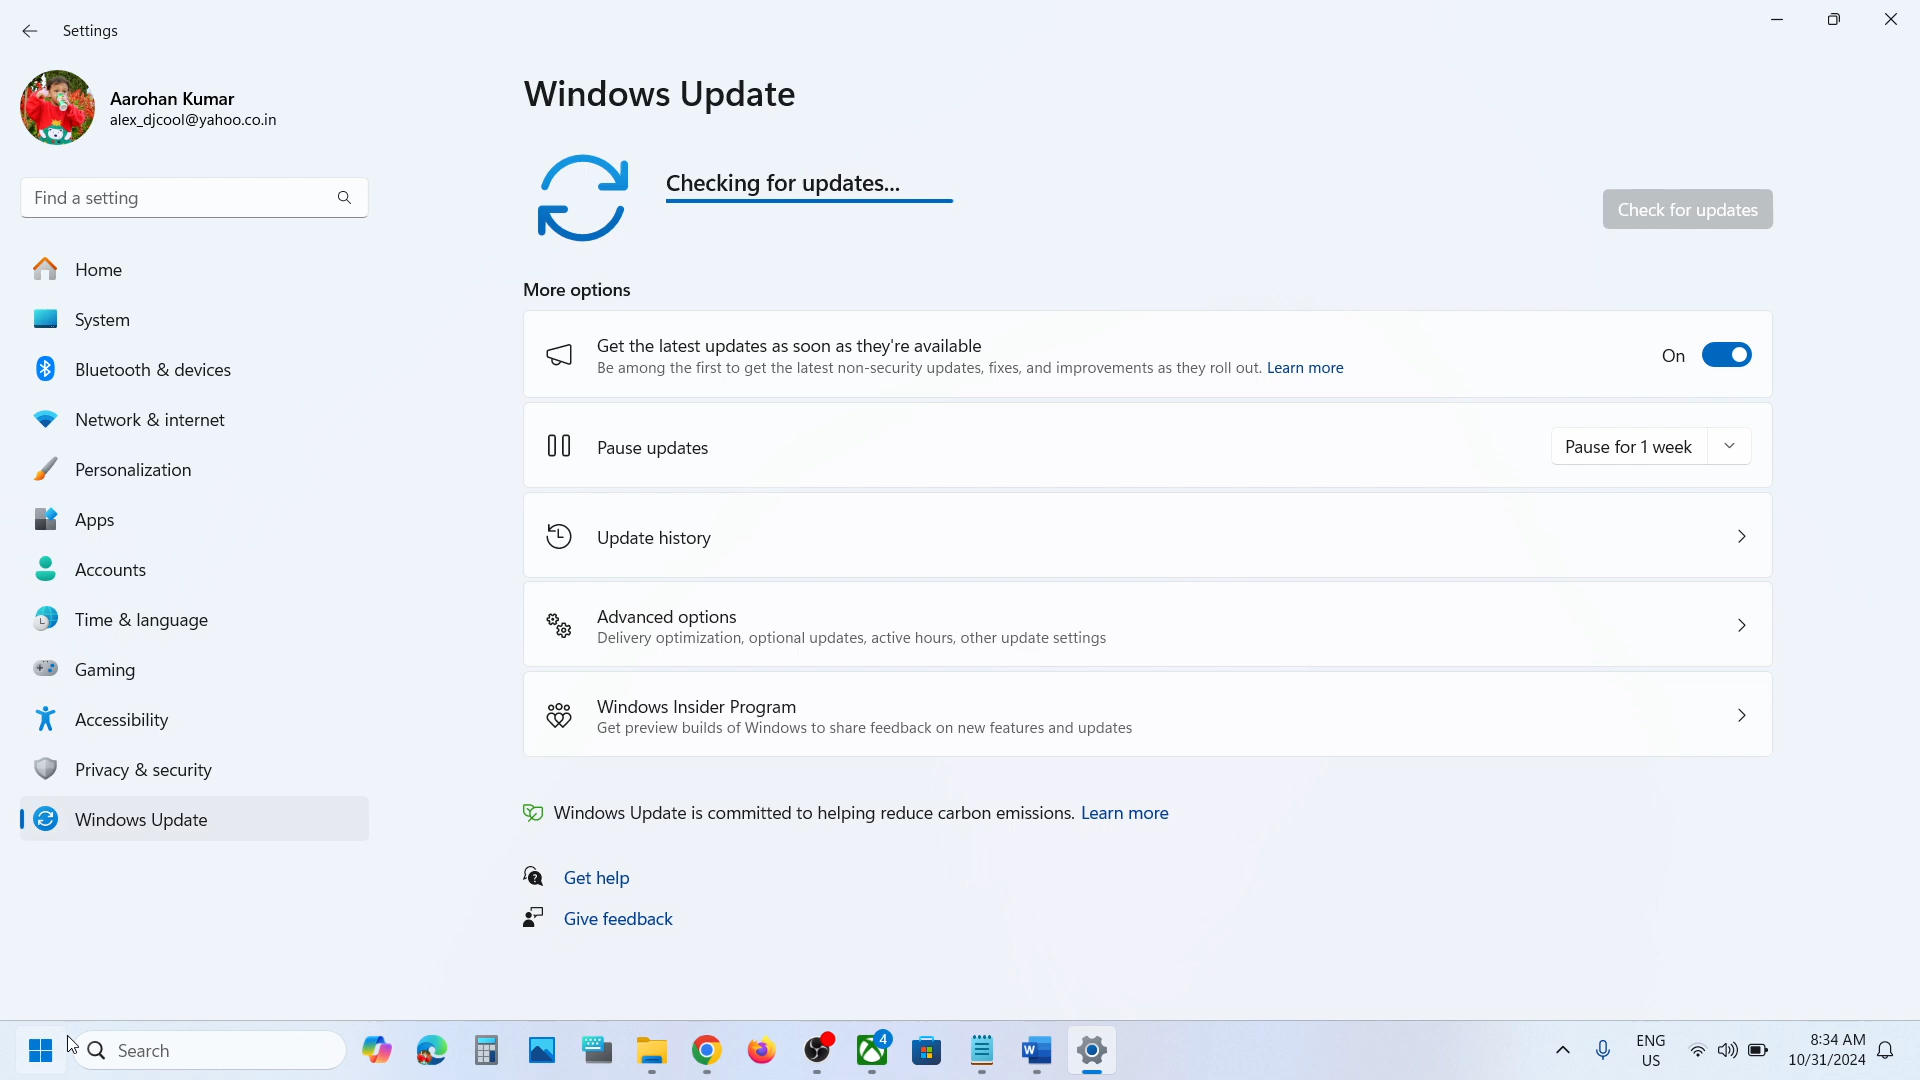 Settings
Aarohan Kumar
alex_djcool@yahoo.co.in
Find a setting
Home
System
Bluetooth & devices
Network & internet
Personalization
Apps
Accounts
Time & language
Gaming
Accessibility
Privacy & security
Windows Update
Windows Update
Checking for updates...
Check for updates
More options
Get the latest updates as soon as they're available
Be among the first to get the latest non-security updates, fixes, and improvements as they roll out. Learn more
On
Pause updates
Pause for 1 week
Update history
Advanced options
Delivery optimization, optional updates, active hours, other update settings
Windows Insider Program
Get preview builds of Windows to share feedback on new features and updates
Windows Update is committed to helping reduce carbon emissions. Learn more
Get help
Give feedback
Search
4
ENG
US
8:34 AM
10/31/2024